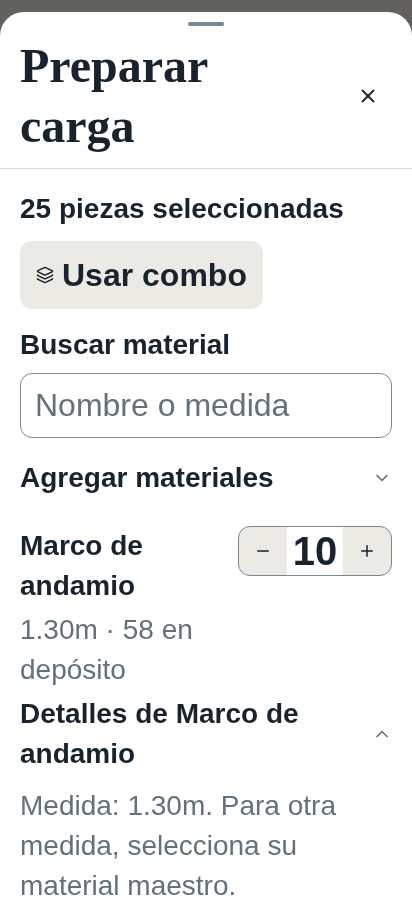 Preparar
carga
25 piezas seleccionadas
Usar combo
Buscar material
Nombre o medida
Agregar materiales
Marco de
andamio
− 10 +
1.30m · 58 en
depósito
Detalles de Marco de
andamio
Medida: 1.30m. Para otra
medida, selecciona su
material maestro.